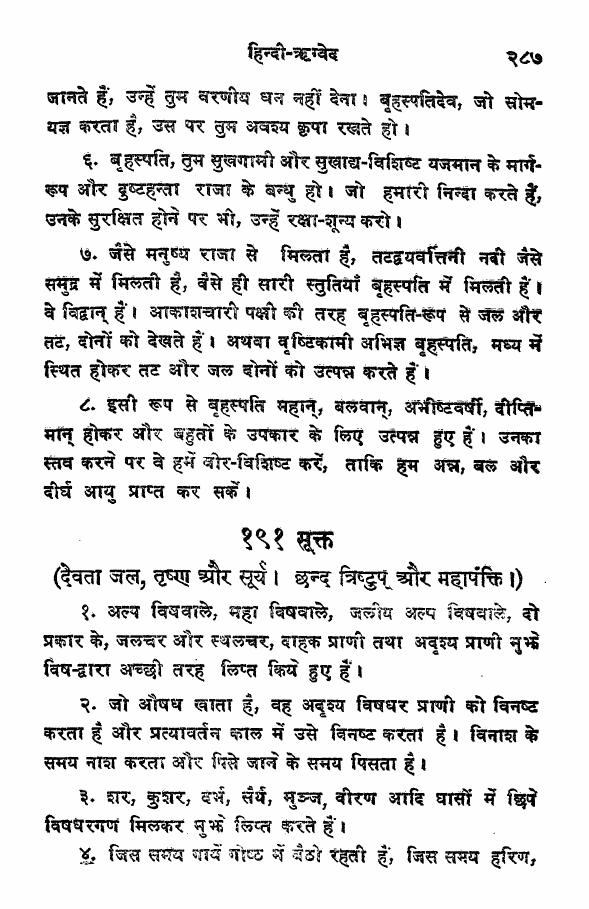 हिन्दी-ऋग्वेद २८७
जानते हैं, उन्हें तुम वरणीय धन नहीं देना। बृहस्पतिदेव, जो सोम-
यज्ञ करता है, उस पर तुम अवश्य कृपा रखते हो।
६. बृहस्पति, तुम सुखगामी और सुखाद्य-विशिष्ट यजमान के मार्ग-
रूप और दुष्टहन्ता राजा के बन्धु हो। जो हमारी निन्दा करते हैं,
उनके सुरक्षित होने पर भी, उन्हें रक्षा-शून्य करो।
७. जैसे मनुष्य राजा से मिलता है, तटद्वयवर्त्तिनी नदी जैसे
समुद्र में मिलती है, वैसे ही सारी स्तुतियाँ बृहस्पति में मिलती हैं।
वे विद्वान् हैं। आकाशचारी पक्षी की तरह बृहस्पति-रूप से जल और
तट, दोनों को देखते हैं। अथवा वृष्टिकामी अभिज्ञ बृहस्पति, मध्य में
स्थित होकर तट और जल दोनों को उत्पन्न करते हैं।
८. इसी रूप से बृहस्पति महान्, बलवान्, अभीष्टवर्षी, दीप्ति-
मान् होकर और बहुतों के उपकार के लिए उत्पन्न हुए हैं। उनका
स्तव करने पर वे हमें वीर-विशिष्ट करें, ताकि हम अन्न, बल और
दीर्घ आयु प्राप्त कर सकें।
१९१ सूक्त
(देवता जल, तृष्ण और सूर्य। छन्द त्रिष्टुप् और महापंक्ति।)
१. अल्प विषवाले, महा विषवाले, जलीय अल्प विषवाले, दो
प्रकार के, जलचर और स्थलचर, दाहक प्राणी तथा अदृश्य प्राणी मुझे
विष-द्वारा अच्छी तरह लिप्त किये हुए हैं।
२. जो औषध खाता है, वह अदृश्य विषधर प्राणी को विनष्ट
करता है और प्रत्यावर्तन काल में उसे विनष्ट करता है। विनाश के
समय नाश करता और पिसे जाने के समय पिसता है।
३. शर, कुशर, दर्भ, सैर्य, मुञ्ज, वीरण आदि घासों में छिपे
विषधरगण मिलकर मुझे लिप्त करते हैं।
४. जिस समय गायें गोष्ठ में बैठी रहती हैं, जिस समय हरिण,